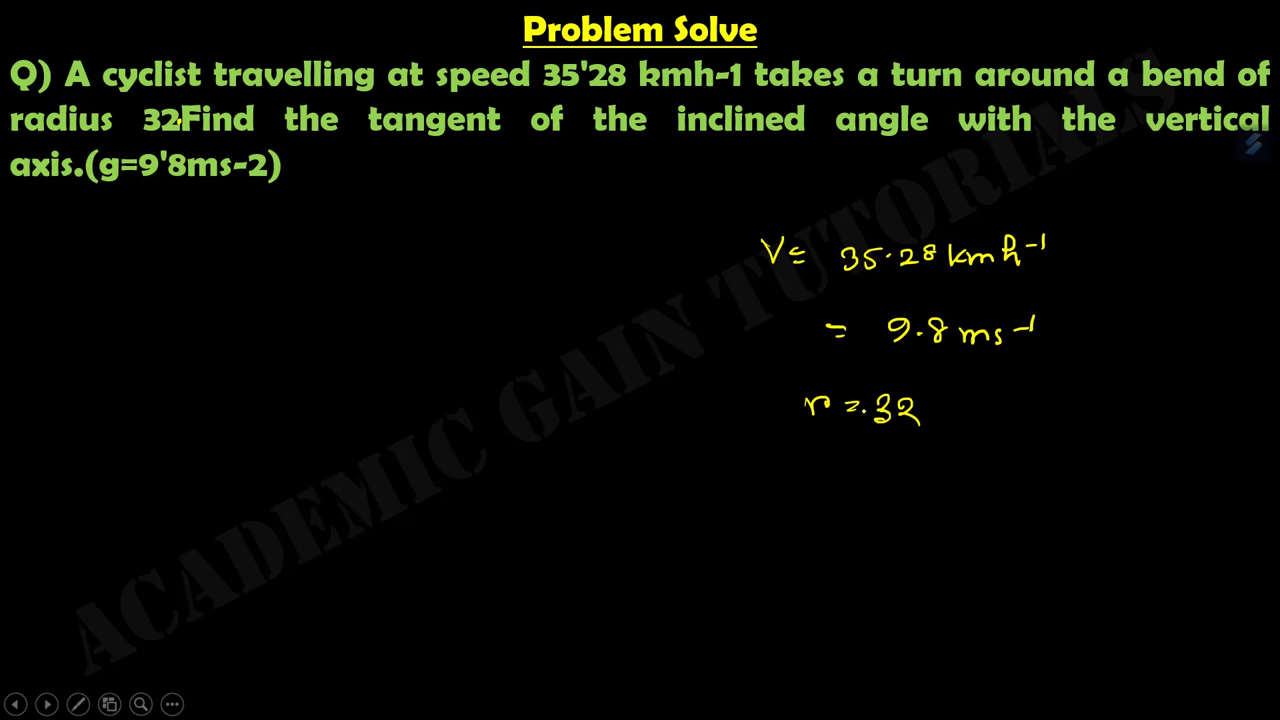 Problem Solve
Q) A cyclist travelling at speed 35'28 kmh-1 takes a turn around a bend of
radius 32Find the tangent of the inclined angle with the vertical
axis.(g=9'8ms-2)
V= 35.28 kmh-1
= 9.8 ms-1
r = 32
ACADEMIC GAIN TUTORIALS